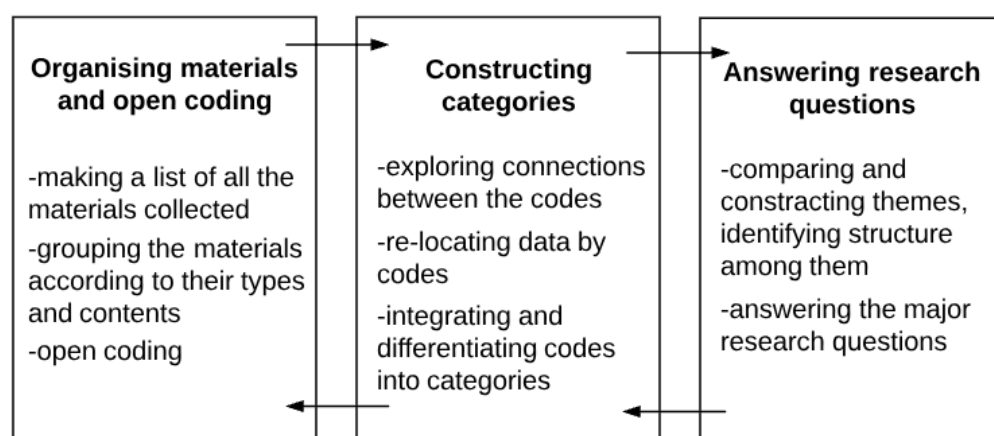 Organising materials
and open coding
-making a list of all the
materials collected
-grouping the materials
according to their types
and contents
-open coding
Constructing
categories
-exploring connections
between the codes
-re-locating data by
codes
-integrating and
differentiating codes
into categories
Answering research
questions
-comparing and
constracting themes,
identifying structure
among them
-answering the major
research questions